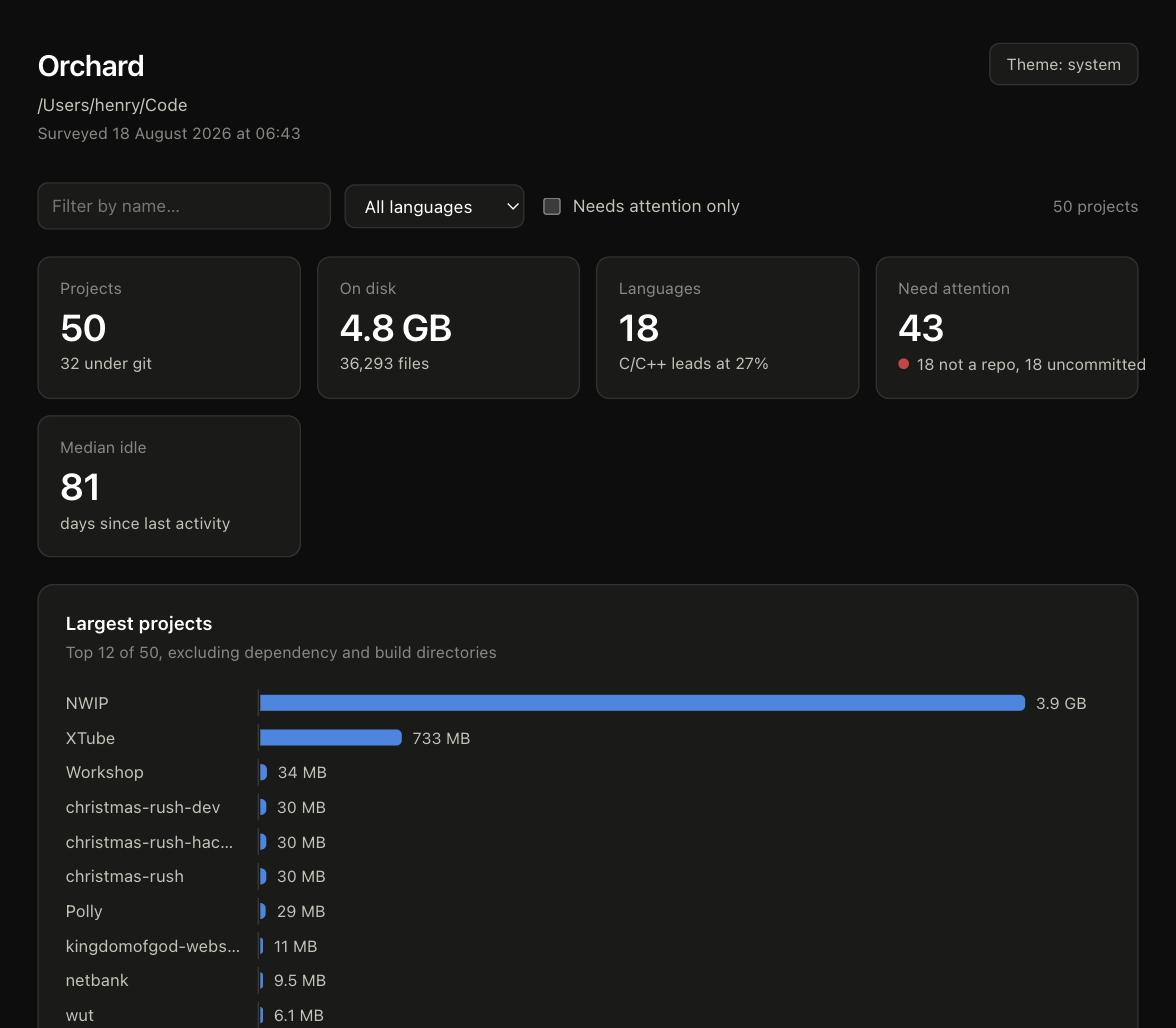 Orchard
Theme: system
/Users/henry/Code
Surveyed 18 August 2026 at 06:43
Filter by name...
All languages
Needs attention only
50 projects
Projects
50
32 under git
On disk
4.8 GB
36,293 files
Languages
18
C/C++ leads at 27%
Need attention
43
18 not a repo, 18 uncommitted
Median idle
81
days since last activity
Largest projects
Top 12 of 50, excluding dependency and build directories
NWIP 3.9 GB
XTube 733 MB
Workshop 34 MB
christmas-rush-dev 30 MB
christmas-rush-hac... 30 MB
christmas-rush 30 MB
Polly 29 MB
kingdomofgod-webs... 11 MB
netbank 9.5 MB
wut 6.1 MB